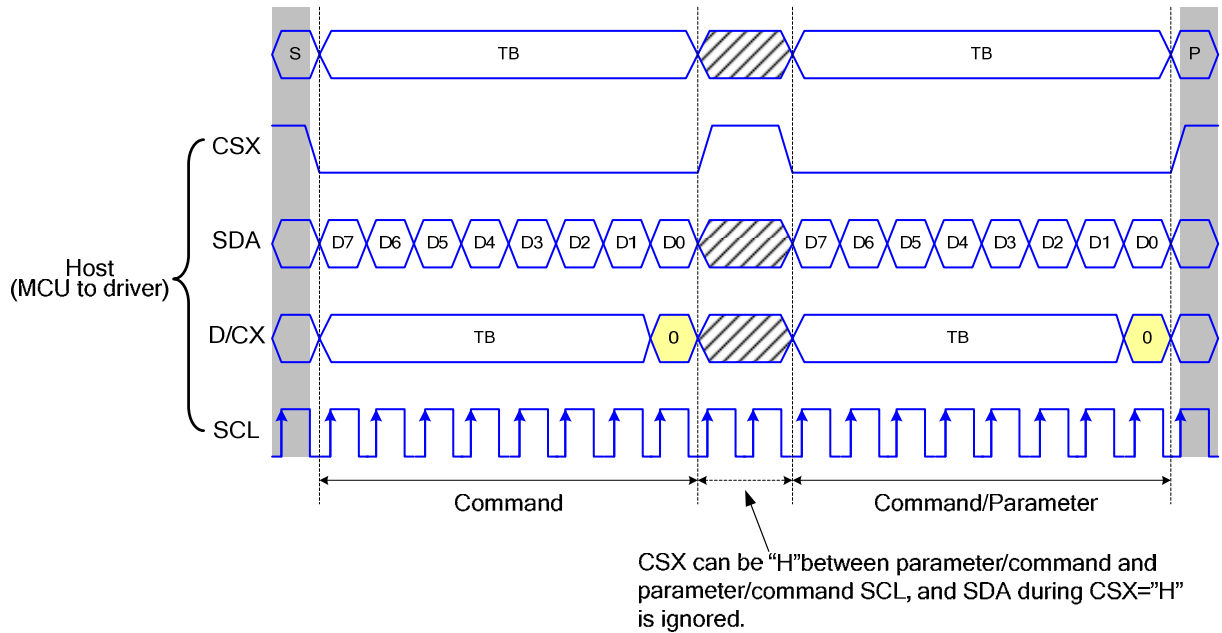 S TB TB P
CSX
SDA D7 D6 D5 D4 D3 D2 D1 D0 D7 D6 D5 D4 D3 D2 D1 D0
Host
(MCU to driver)
D/CX TB 0 TB 0
SCL
Command Command/Parameter
CSX can be “H”between parameter/command and
parameter/command SCL, and SDA during CSX=”H”
is ignored.